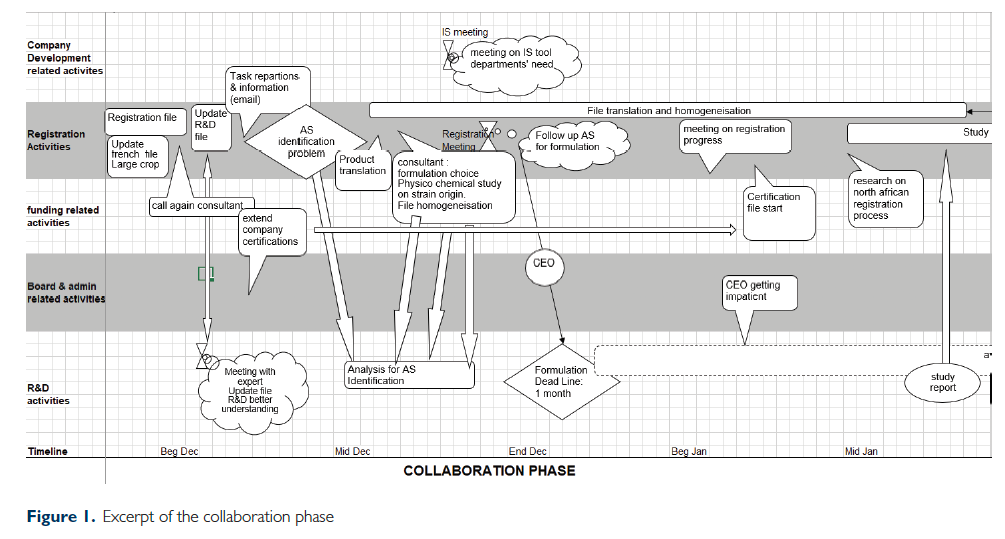 IS meeting
Company
Development
related activites
meeting on IS tool
departments' need
Task repartions
& information
(email)
File translation and homogeneisation
Registration file
Update
R&D
file
AS
identification
problem
Registration
Meeting
Follow up AS
for formulation
meeting on registration
progress
Study
Registration
Activities
Update
trench file
Large crop
Product
translation
consultant :
formulation choice
Physico chemical study
on strain origin.
File homogeneisation
research on
north african
registration
process
Certification
file start
funding related
activities
call again consultant
extend
company
certifications
CEO
Board & admin
related activities
CEO getting
impaticnt
Meeting with
expert
Update file
R&D better
understanding
Analysis for AS
Identification
Formulation
Dead Line:
1 month
study
report
R&D
activities
Timeline
Beg Dec
Mid Dec
End Dec
Beg Jan
Mid Jan
COLLABORATION PHASE
Figure 1. Excerpt of the collaboration phase